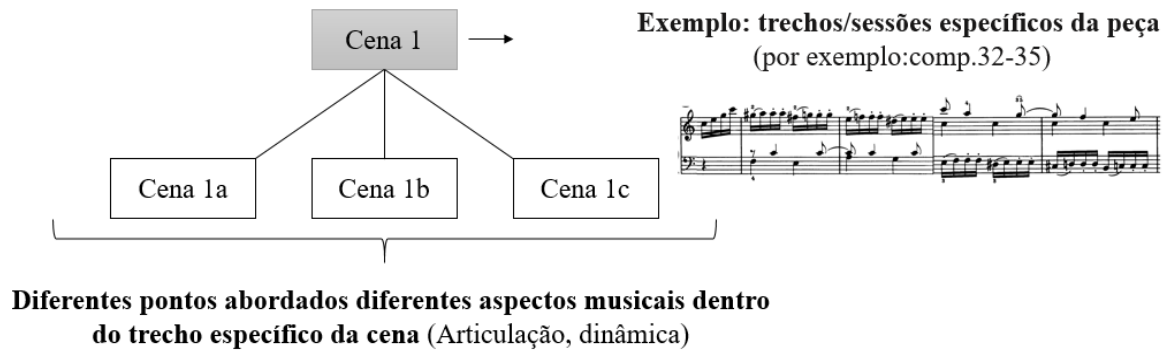 Cena 1
Exemplo: trechos/sessões específicos da peça
(por exemplo:comp.32-35)
Cena 1a
Cena 1b
Cena 1c
Diferentes pontos abordados diferentes aspectos musicais dentro
do trecho específico da cena (Articulação, dinâmica)